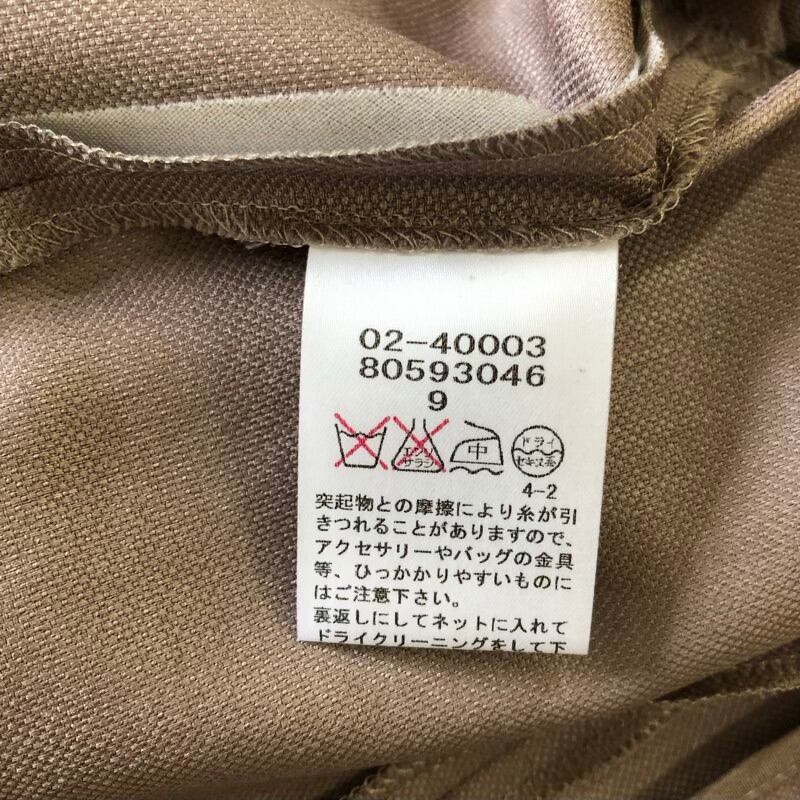 02-40003
80593046
9
エンソ
サラシ
中
ドライ
セキユ系
4-2
突起物との摩擦により糸が引
きつれることがありますので、
アクセサリーやバッグの金具
等、ひっかかりやすいものに
はご注意下さい。
裏返しにしてネットに入れて
ドライクリーニングをして下